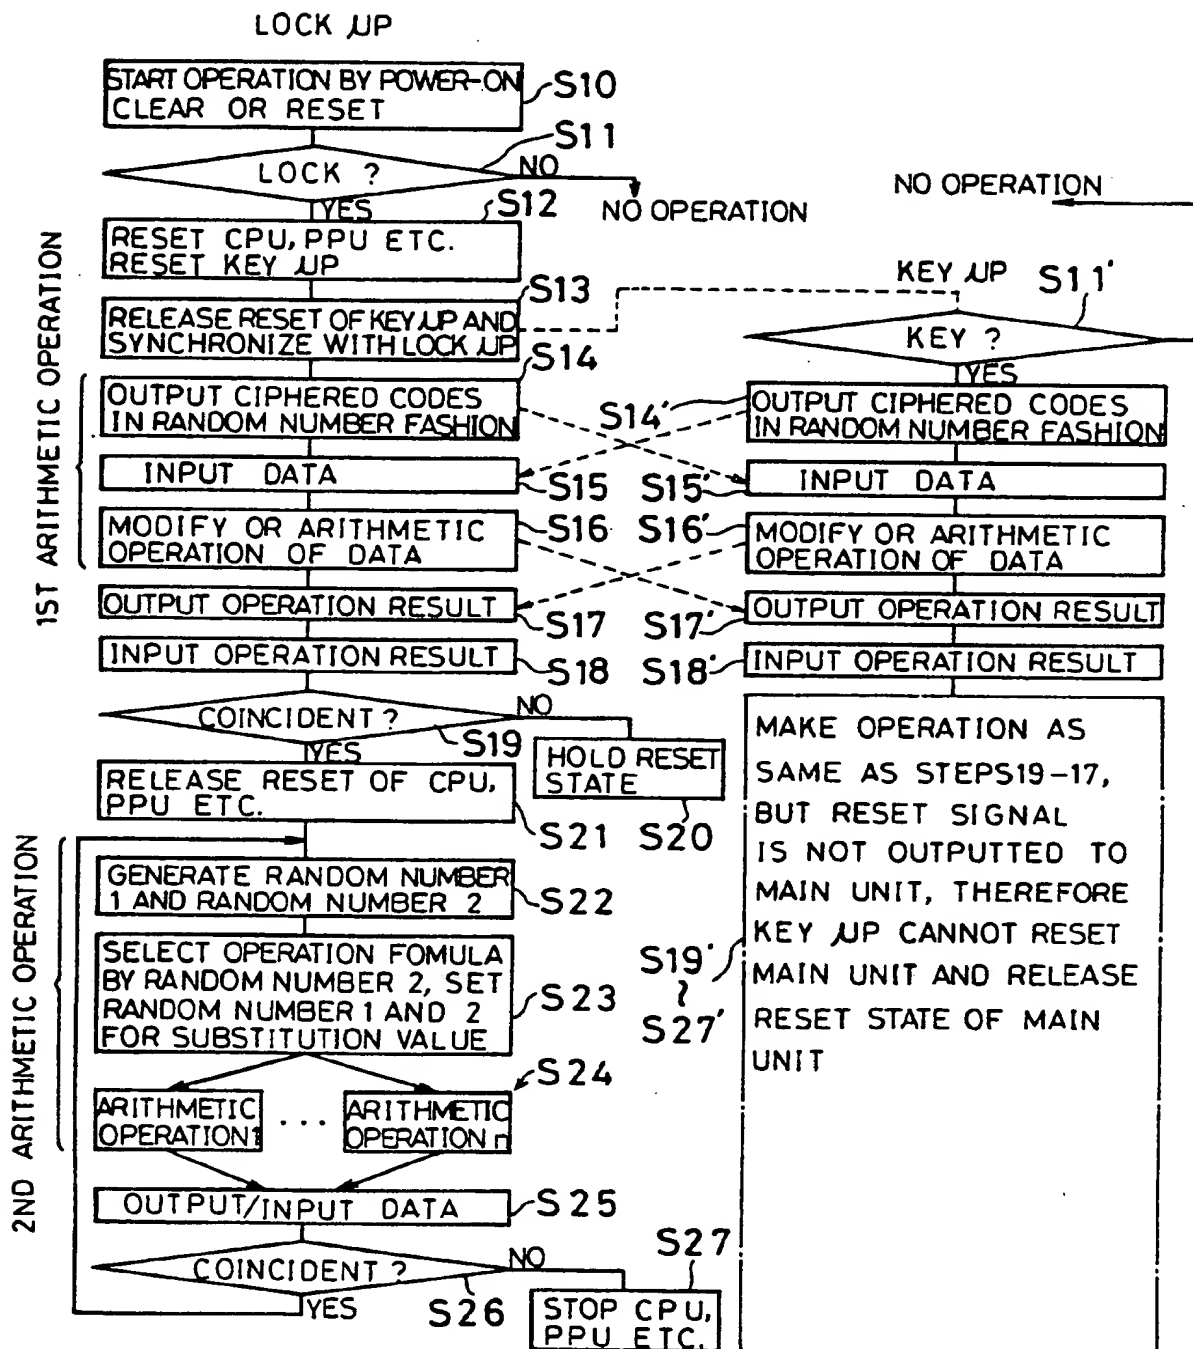 LOCK μP
START OPERATION BY POWER-ON
CLEAR OR RESET
S10
S11
LOCK ?
NO
NO OPERATION
YES
S12
RESET CPU, PPU ETC.
RESET KEY μP
S13
RELEASE RESET OF KEY μP AND
SYNCHRONIZE WITH LOCK μP
1ST ARITHMETIC OPERATION
S14
OUTPUT CIPHERED CODES
IN RANDOM NUMBER FASHION
INPUT DATA
S15
MODIFY OR ARITHMETIC
OPERATION OF DATA
S16
OUTPUT OPERATION RESULT
S17
INPUT OPERATION RESULT
S18
COINCIDENT ?
NO
S19
YES
HOLD RESET
STATE
S20
RELEASE RESET OF CPU,
PPU ETC.
S21
2ND ARITHMETIC OPERATION
GENERATE RANDOM NUMBER
1 AND RANDOM NUMBER 2
S22
SELECT OPERATION FOMULA
BY RANDOM NUMBER 2, SET
RANDOM NUMBER 1 AND 2
FOR SUBSTITUTION VALUE
S23
S24
ARITHMETIC
OPERATION 1
...
ARITHMETIC
OPERATION n
OUTPUT/INPUT DATA
S25
COINCIDENT ?
NO
S26
YES
S27
STOP CPU,
PPU ETC.
NO OPERATION
KEY μP
S11'
KEY ?
YES
S14'
OUTPUT CIPHERED CODES
IN RANDOM NUMBER FASHION
S15'
INPUT DATA
S16'
MODIFY OR ARITHMETIC
OPERATION OF DATA
S17'
OUTPUT OPERATION RESULT
S18'
INPUT OPERATION RESULT
MAKE OPERATION AS
SAME AS STEPS19-17,
BUT RESET SIGNAL
IS NOT OUTPUTTED TO
MAIN UNIT, THEREFORE
KEY μP CANNOT RESET
MAIN UNIT AND RELEASE
RESET STATE OF MAIN
UNIT
S19'
~
S27'